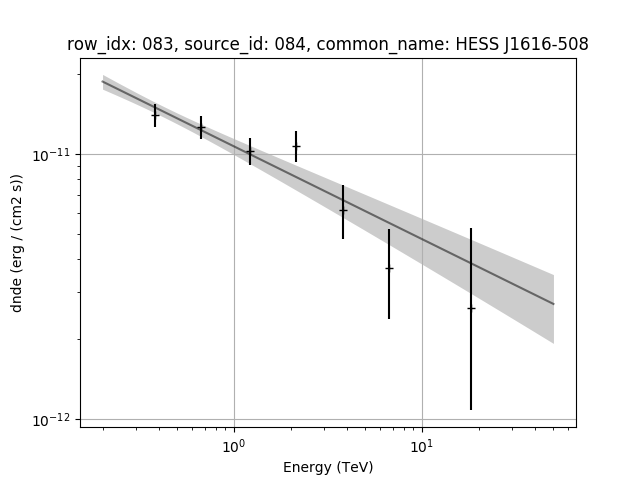 row_idx: 083, source_id: 084, common_name: HESS J1616-508
dnde (erg / (cm2 s))
10⁻¹¹
10⁻¹²
10⁰
10¹
Energy (TeV)